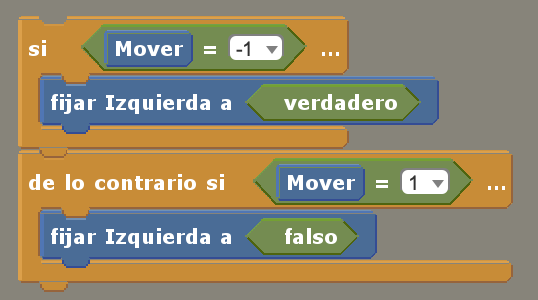 si Mover = -1 ...
fijar Izquierda a verdadero
de lo contrario si Mover = 1 ...
fijar Izquierda a falso